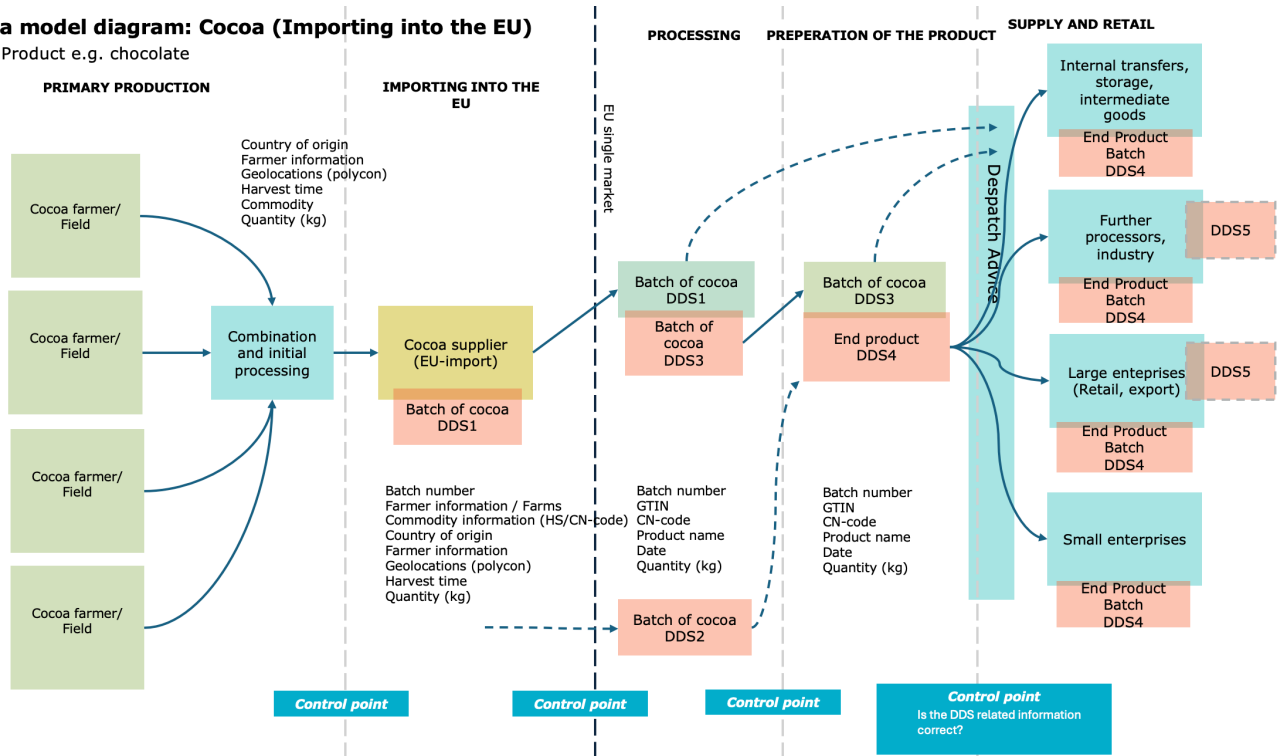 a model diagram: Cocoa (Importing into the EU)
Product e.g. chocolate
PRIMARY PRODUCTION
IMPORTING INTO THE
EU
PROCESSING
PREPERATION OF THE PRODUCT
SUPPLY AND RETAIL
EU single market
Country of origin
Farmer information
Geolocations (polycon)
Harvest time
Commodity
Quantity (kg)
Cocoa farmer/
Field
Cocoa farmer/
Field
Cocoa farmer/
Field
Cocoa farmer/
Field
Combination
and initial
processing
Cocoa supplier
(EU-import)
Batch of cocoa
DDS1
Batch number
Farmer information / Farms
Commodity information (HS/CN-code)
Country of origin
Farmer information
Geolocations (polycon)
Harvest time
Quantity (kg)
Batch of cocoa
DDS1
Batch of
cocoa
DDS3
Batch number
GTIN
CN-code
Product name
Date
Quantity (kg)
Batch of cocoa
DDS2
Batch of cocoa
DDS3
End product
DDS4
Batch number
GTIN
CN-code
Product name
Date
Quantity (kg)
Despatch Advice
Internal transfers,
storage,
intermediate
goods
End Product
Batch
DDS4
Further
processors,
industry
DDS5
End Product
Batch
DDS4
Large enteprises
(Retail, export)
DDS5
End Product
Batch
DDS4
Small enterprises
End Product
Batch
DDS4
Control point
Control point
Control point
Control point
Is the DDS related information
correct?